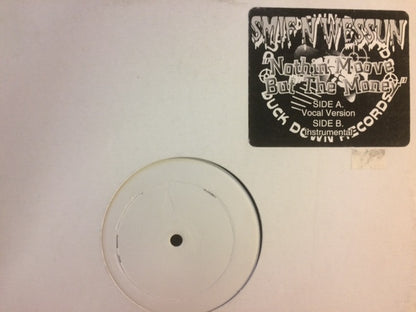 SMIF N WESSUN
"Nothin Moove
But The Money"
SIDE A.
Vocal Version
SIDE B.
Instrumental
DUCK DOWN RECORDS